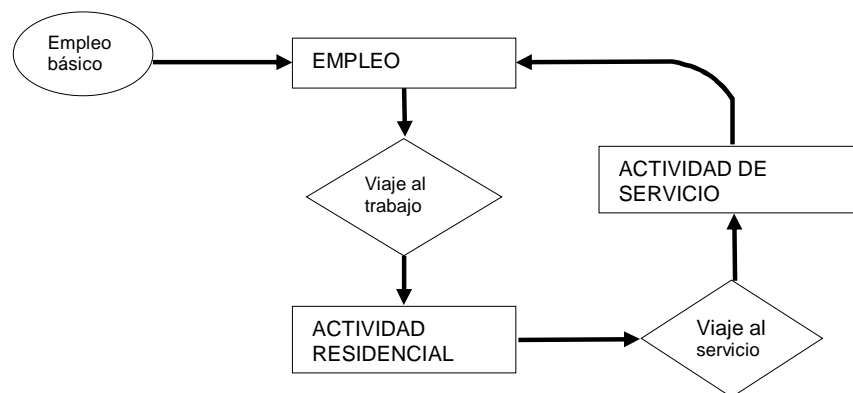 Empleo
básico
EMPLEO
Viaje al
trabajo
ACTIVIDAD DE
SERVICIO
ACTIVIDAD
RESIDENCIAL
Viaje al
servicio